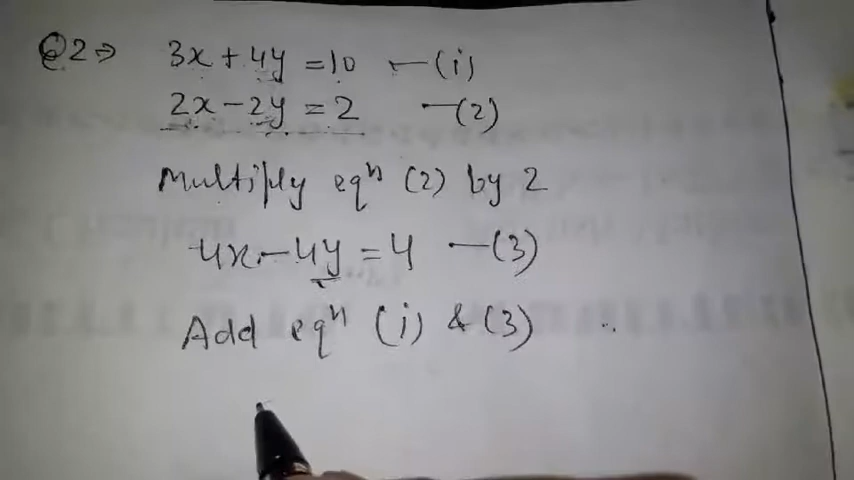 Q2⇒ 3x + 4y = 10 —(i)
2x - 2y = 2 —(2)
Multiply eqⁿ (2) by 2
4x - 4y = 4 —(3)
Add eqⁿ (i) & (3)